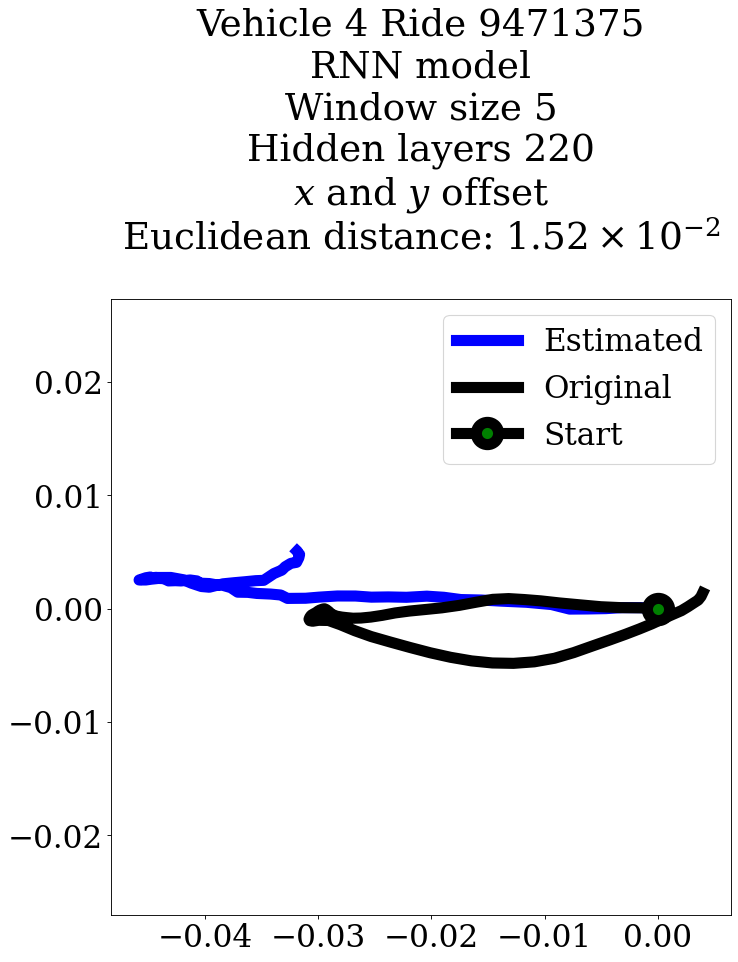 Vehicle 4 Ride 9471375
RNN model
Window size 5
Hidden layers 220
x and y offset
Euclidean distance: 1.52 × 10⁻²
Estimated
Original
Start
0.02
0.01
0.00
−0.01
−0.02
−0.04 −0.03 −0.02 −0.01 0.00